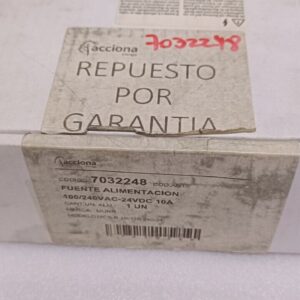 acciona
7032248
REPUESTO
POR
GARANTIA
acciona
7032248
FUENTE ALIMENTACION
100/240VAC-24VDC 10A
1 UN